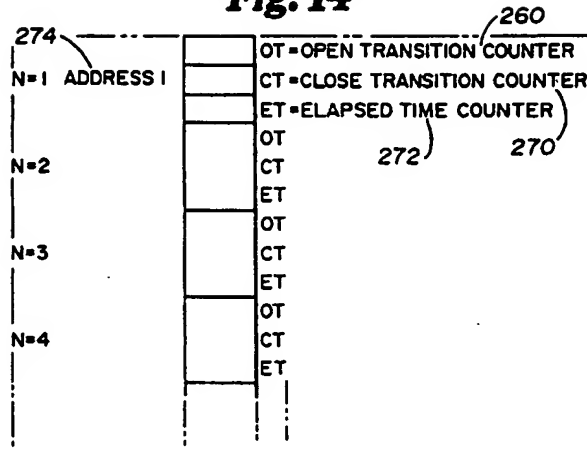 Fig. 14
260
274
OT=OPEN TRANSITION COUNTER
N=1 ADDRESS 1 CT=CLOSE TRANSITION COUNTER
ET=ELAPSED TIME COUNTER
272 270
OT
N=2 CT
ET
OT
N=3 CT
ET
OT
N=4 CT
ET